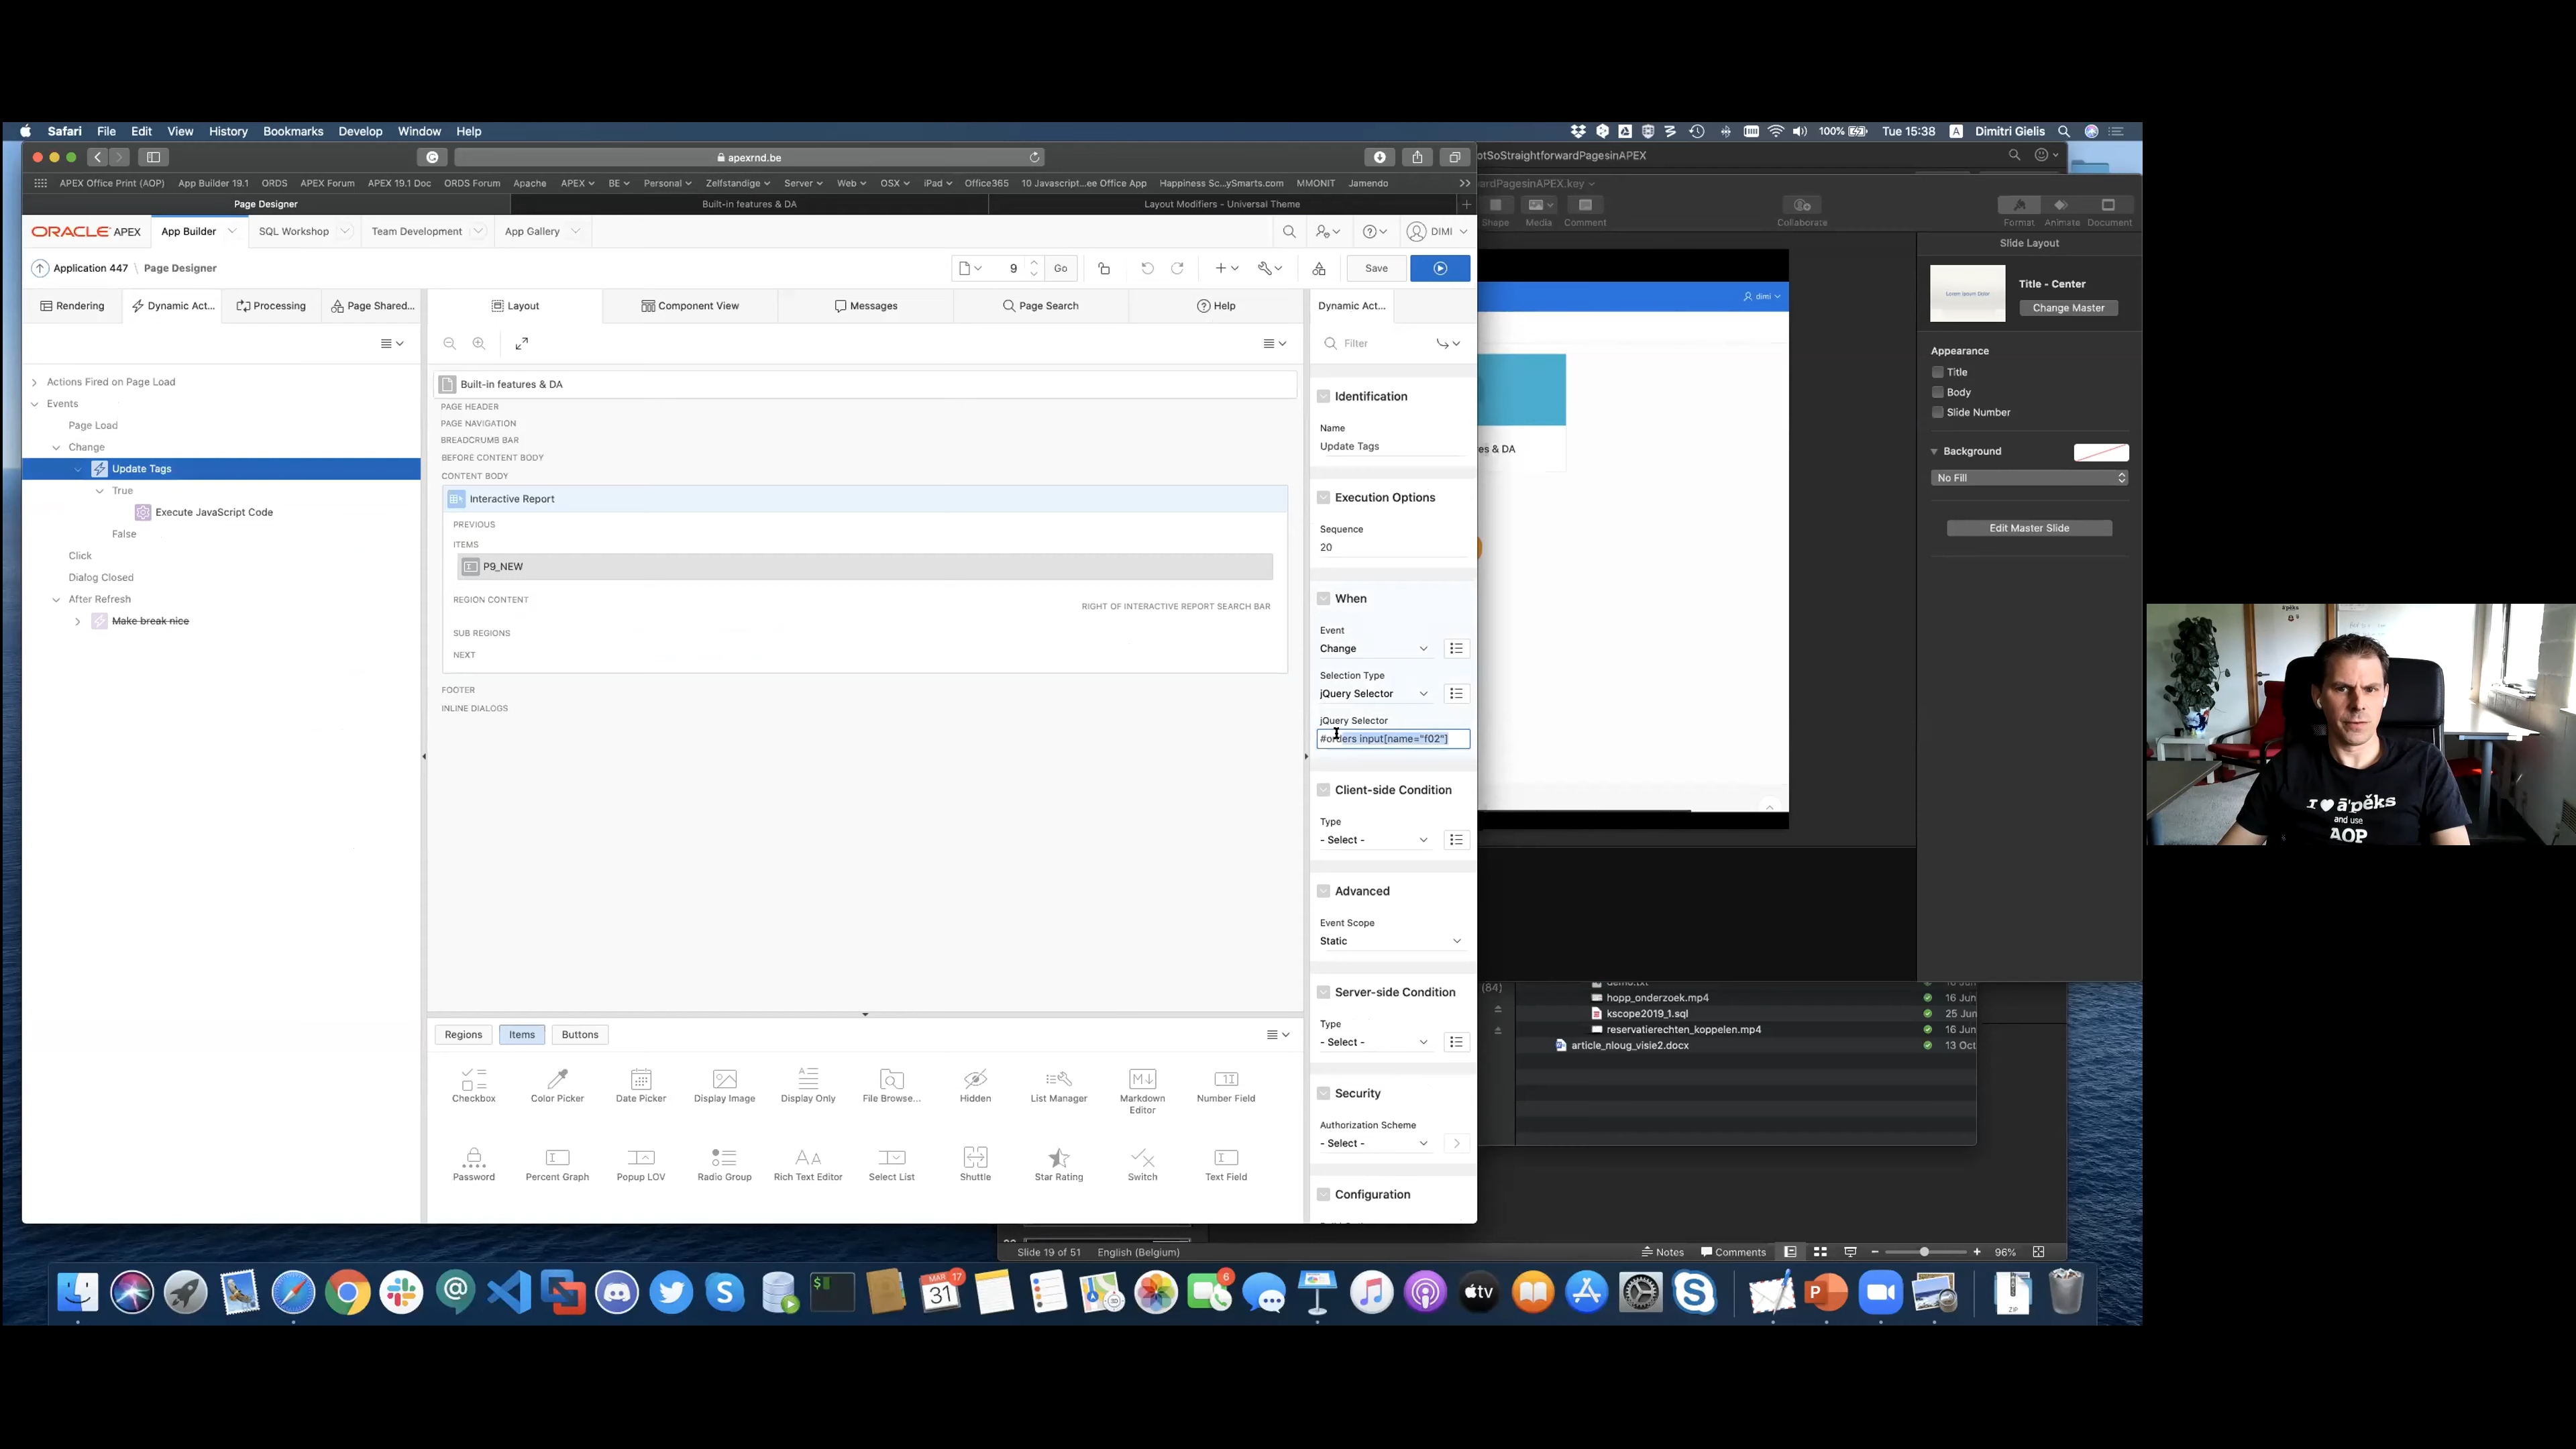 Safari File Edit View History Bookmarks Develop Window Help
100% Tue 15:38 A Dimitri Gielis
apexrnd.be
APEX Office Print (AOP) App Builder 19.1 ORDS APEX Forum APEX 19.1 Doc ORDS Forum Apache APEX BE Personal Zelfstandige Server Web OSX iPad Office365 10 Javascript...ee Office App Happiness Sc...ySmarts.com MMONIT Jamendo
Page Designer Built-in features & DA Layout Modifiers - Universal Theme
ORACLE APEX App Builder SQL Workshop Team Development App Gallery DIMI
Application 447 / Page Designer 9 Go Save
Rendering Dynamic Act... Processing Page Shared...
Layout Component View Messages Page Search Help
Dynamic Act...
Filter
Actions Fired on Page Load
Events
Page Load
Change
Update Tags
True
Execute JavaScript Code
False
Click
Dialog Closed
After Refresh
Make break nice
Built-in features & DA
PAGE HEADER
PAGE NAVIGATION
BREADCRUMB BAR
BEFORE CONTENT BODY
CONTENT BODY
Interactive Report
PREVIOUS
ITEMS
P9_NEW
REGION CONTENT
RIGHT OF INTERACTIVE REPORT SEARCH BAR
SUB REGIONS
NEXT
FOOTER
INLINE DIALOGS
Regions Items Buttons
Checkbox Color Picker Date Picker Display Image Display Only File Browse... Hidden List Manager Markdown Editor Number Field
Password Percent Graph Popup LOV Radio Group Rich Text Editor Select List Shuttle Star Rating Switch Text Field
Identification
Name
Update Tags
Execution Options
Sequence
20
When
Event
Change
Selection Type
jQuery Selector
jQuery Selector
#orders input[name="f02"]
Client-side Condition
Type
- Select -
Advanced
Event Scope
Static
Server-side Condition
Type
- Select -
Security
Authorization Scheme
- Select -
Configuration
otSoStraightforwardPagesinAPEX
rdPagesinAPEX.key
Shape Media Comment Collaborate Format Animate Document
dimi
es & DA
Slide Layout
Title - Center
Change Master
Appearance
Title
Body
Slide Number
Background
No Fill
Edit Master Slide
(84)
hopp_onderzoek.mp4 16 Jun
kscope2019_1.sql 25 Jun
reservatierechten_koppelen.mp4 16 Jun
article_nloug_visie2.docx 13 Oct
Slide 19 of 51 English (Belgium) Notes Comments 96%
MAR 17
31
6
tv
ZIP
I ā'pěks
and use
AOP